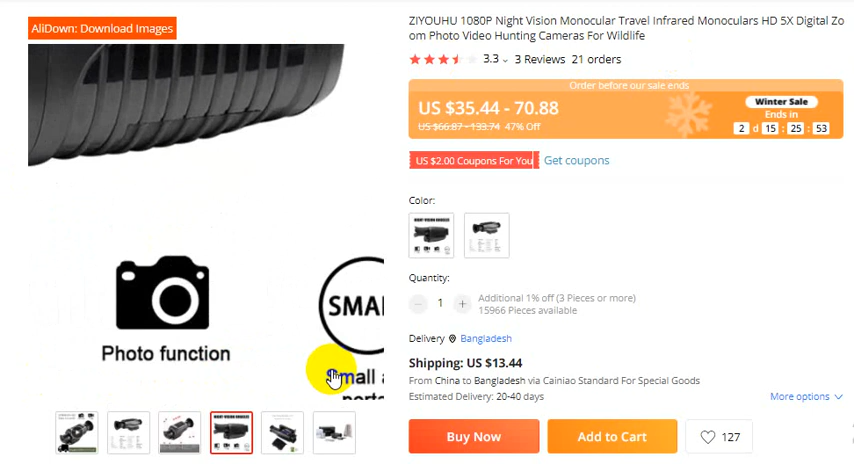 ZIYOUHU 1080P Night Vision Monocular Travel Infrared Monoculars HD 5X Digital Zo
om Photo Video Hunting Cameras For Wildlife
AliDown: Download Images
3.3 3 Reviews 21 orders
Order before our sale ends
US $35.44 - 70.88
US $66.87 - 133.74 47% Off
Winter Sale
Ends in
2 d 15 : 25 : 53
US $2.00 Coupons For You Get coupons
Color:
NIGHT VISION
Quantity:
1
Additional 1% off (3 Pieces or more)
15966 Pieces available
Delivery Bangladesh
Shipping: US $13.44
From China to Bangladesh via Cainiao Standard For Special Goods
Estimated Delivery: 20-40 days More options
Buy Now
Add to Cart
127
Photo function
SMA
Small a
NIGHT VISION